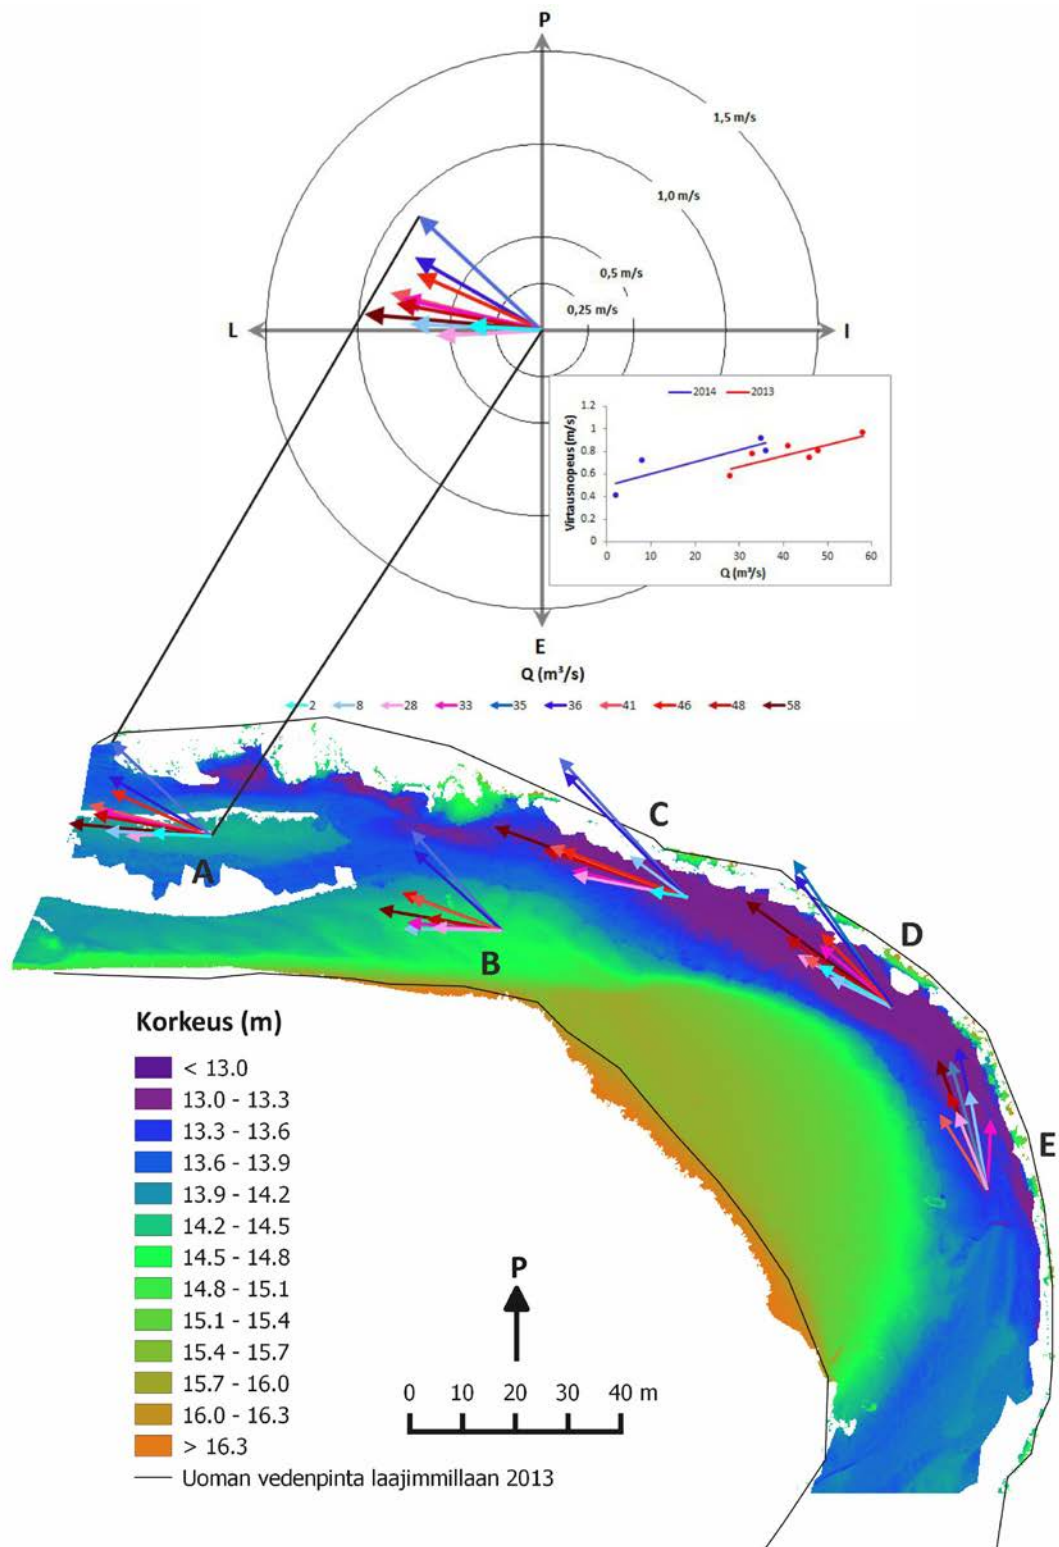 P
1,5 m/s
1,0 m/s
0,5 m/s
0,25 m/s
L
I
2014 2013
1.2
1
0.8
0.6
0.4
0.2
0
Virtausnopeus (m/s)
0 10 20 30 40 50 60
Q (m³/s)
E
Q (m³/s)
2 8 28 33 35 36 41 46 48 58
C
A
D
B
E
Korkeus (m)
< 13.0
13.0 - 13.3
13.3 - 13.6
13.6 - 13.9
13.9 - 14.2
14.2 - 14.5
14.5 - 14.8
14.8 - 15.1
15.1 - 15.4
15.4 - 15.7
15.7 - 16.0
16.0 - 16.3
> 16.3
Uoman vedenpinta laajimmillaan 2013
P
0 10 20 30 40 m